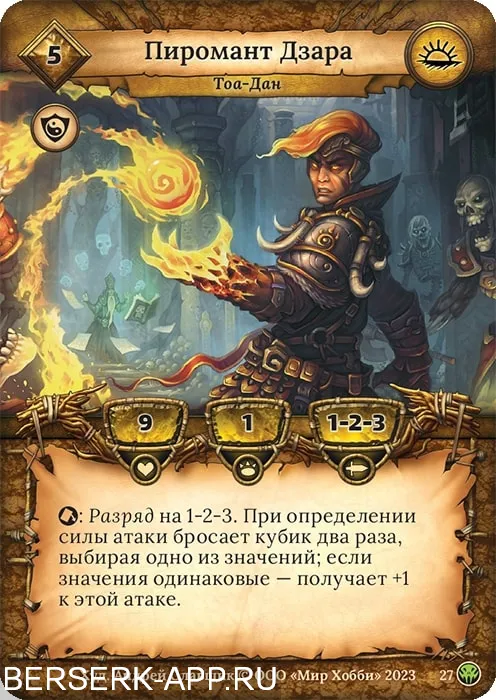 5
Пиромант Дзара
Тоа-Дан
9
1
1-2-3
: Разряд на 1-2-3. При определении
силы атаки бросает кубик два раза,
выбирая одно из значений; если
значения одинаковые — получает +1
к этой атаке.
ООО «Мир Хобби» 2023
27
BERSERK-APP.RU